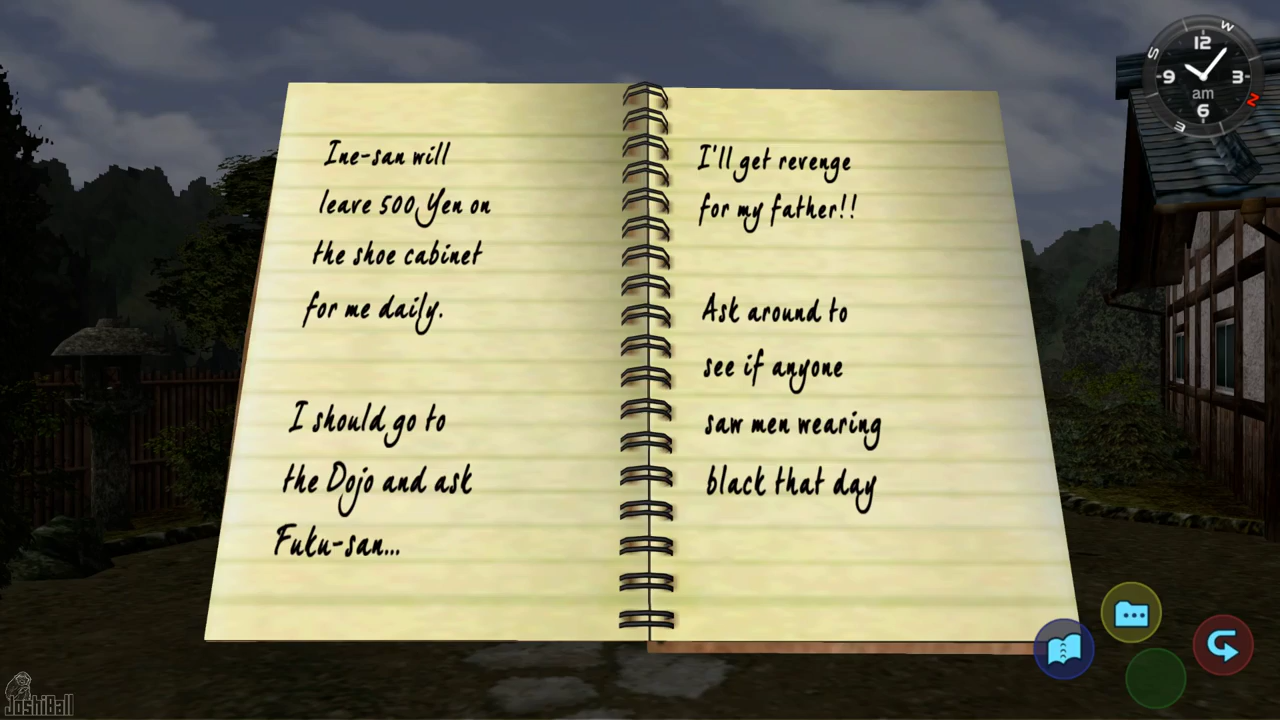 Ine-san will
leave 500 Yen on
the shoe cabinet
for me daily.
I should go to
the Dojo and ask
Fuku-san...
I'll get revenge
for my father!!
Ask around to
see if anyone
saw men wearing
black that day
W
S
12
9
3
am
N
6
E
JoshiBall